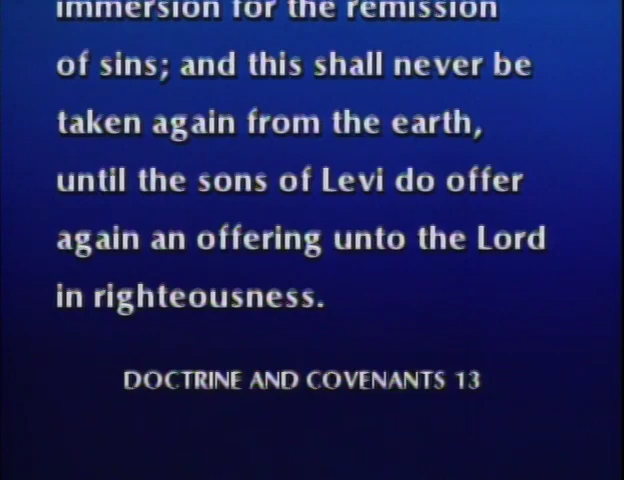 immersion for the remission
of sins; and this shall never be
taken again from the earth,
until the sons of Levi do offer
again an offering unto the Lord
in righteousness.
DOCTRINE AND COVENANTS 13